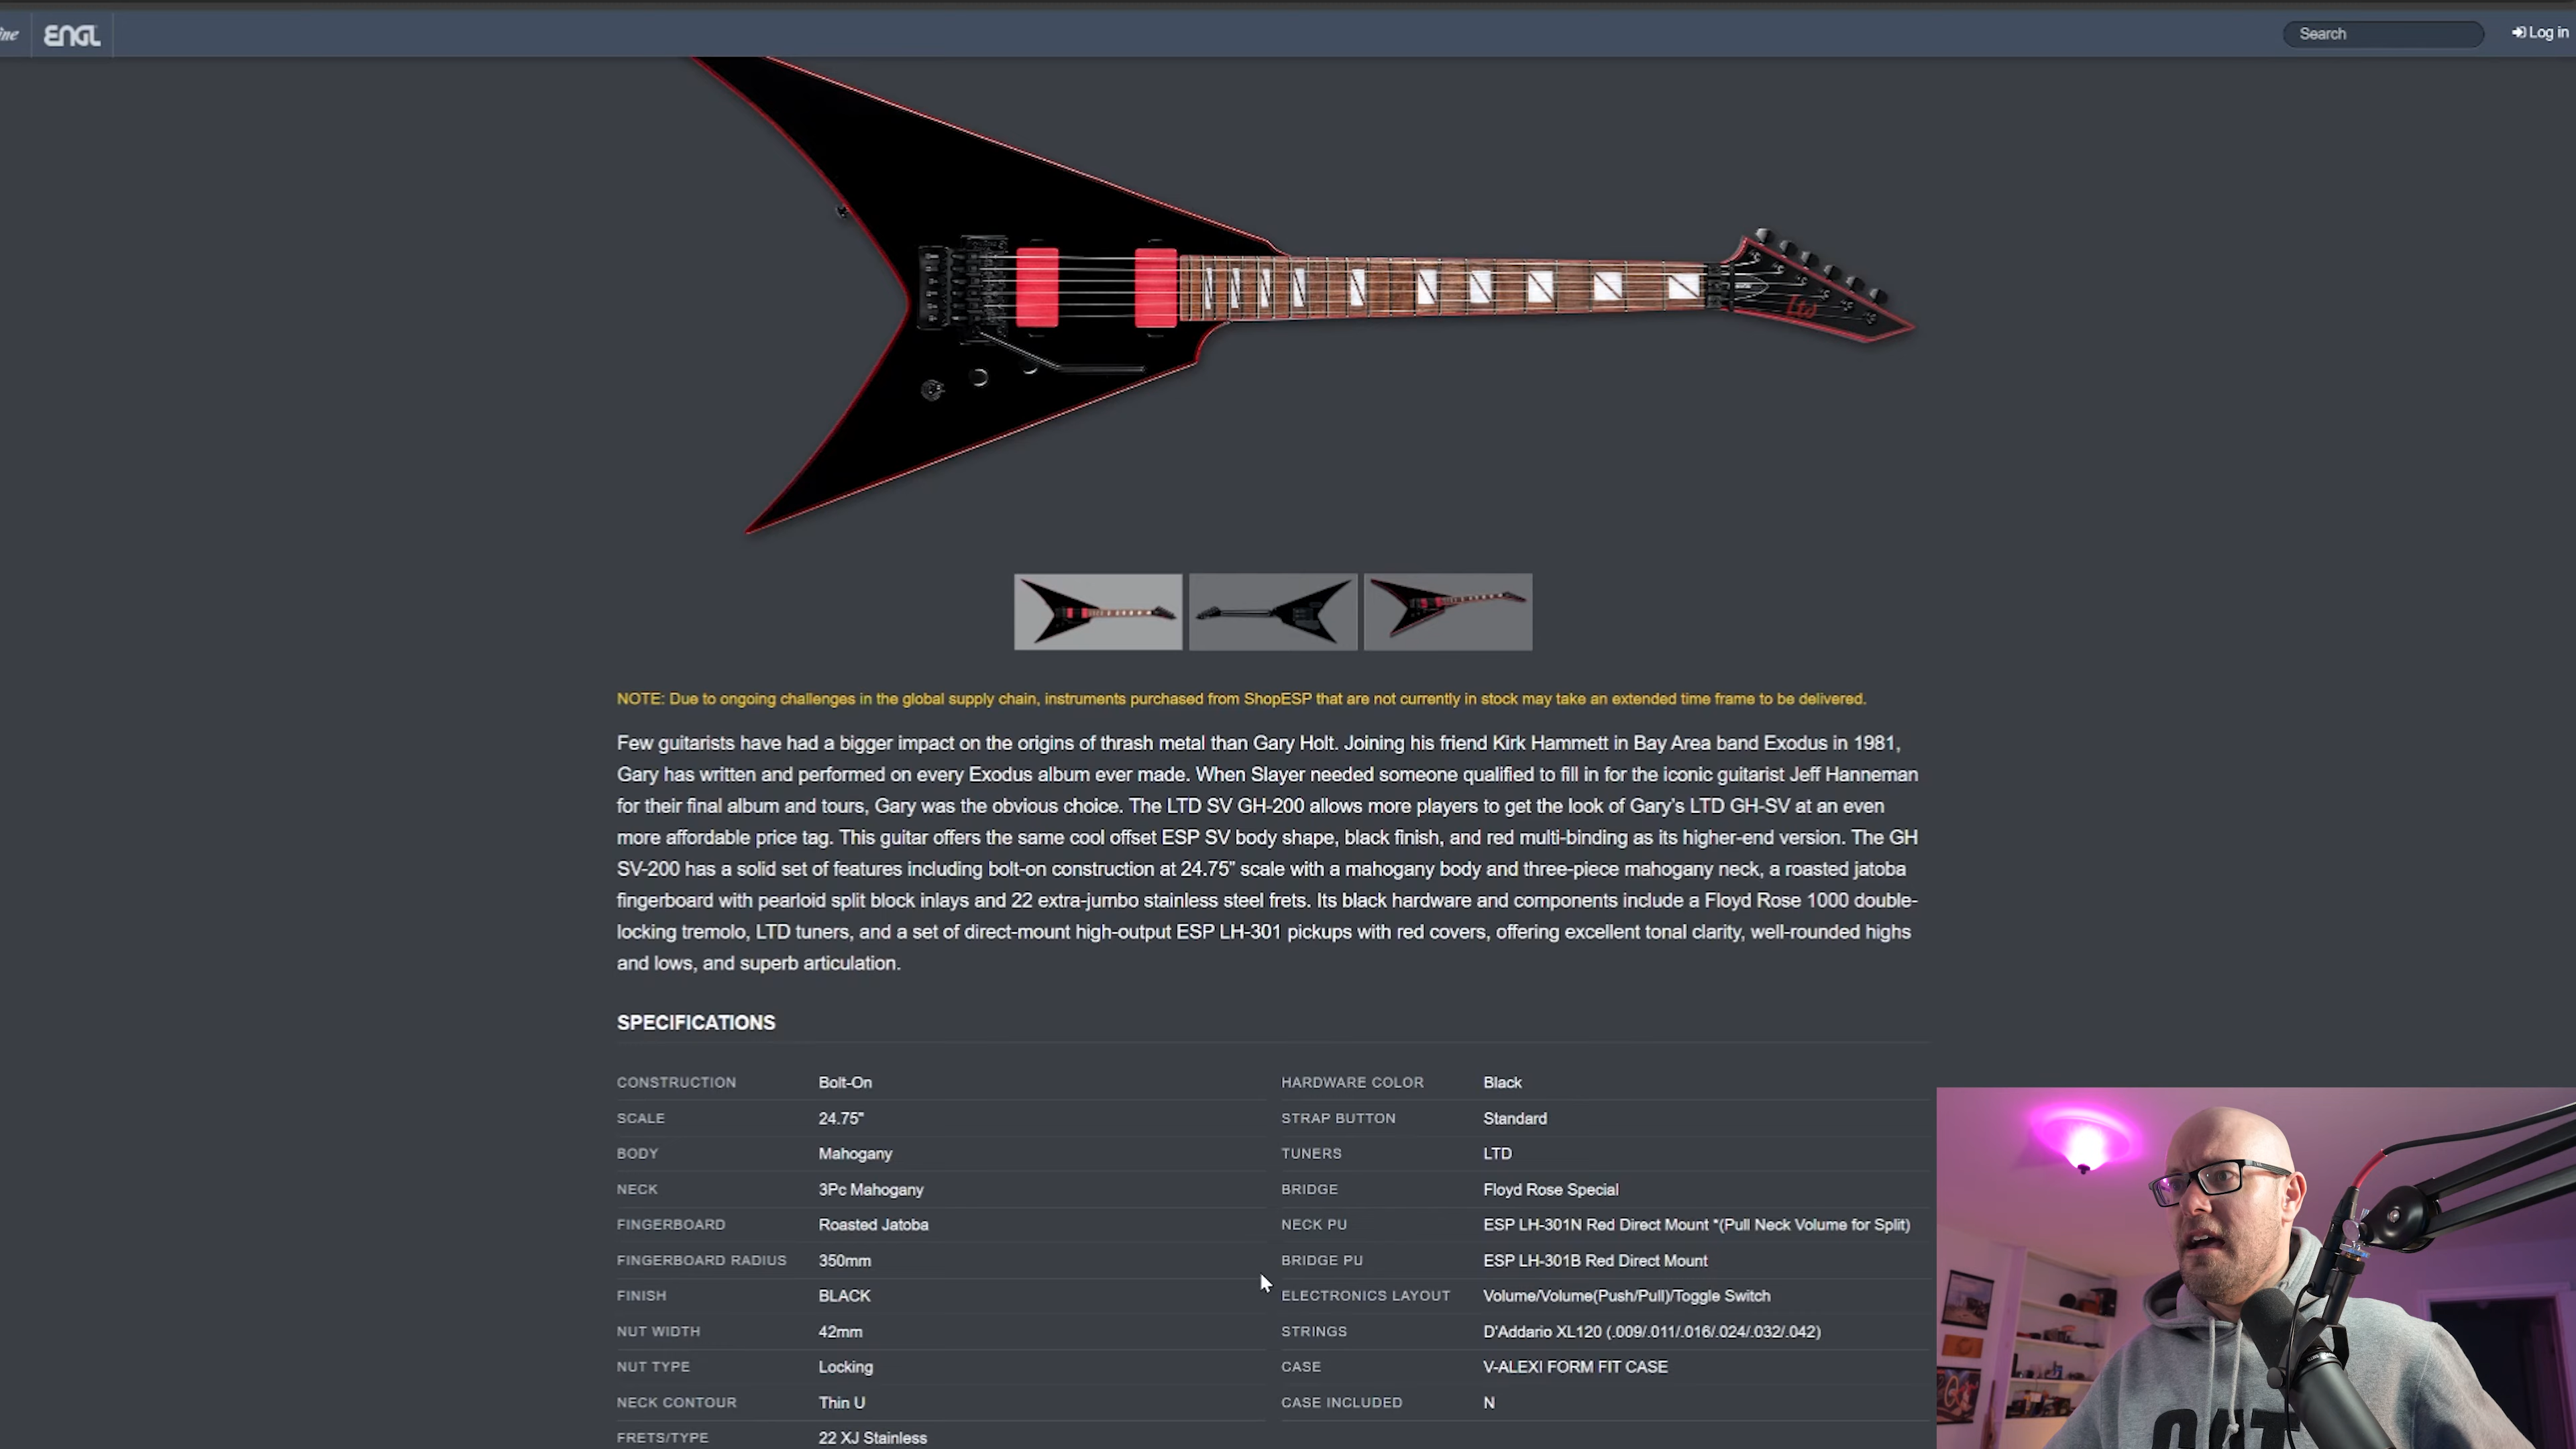 ENGL
Search
Log in
Ltd
NOTE: Due to ongoing challenges in the global supply chain, instruments purchased from ShopESP that are not currently in stock may take an extended time frame to be delivered.
Few guitarists have had a bigger impact on the origins of thrash metal than Gary Holt. Joining his friend Kirk Hammett in Bay Area band Exodus in 1981,
Gary has written and performed on every Exodus album ever made. When Slayer needed someone qualified to fill in for the iconic guitarist Jeff Hanneman
for their final album and tours, Gary was the obvious choice. The LTD SV GH-200 allows more players to get the look of Gary's LTD GH-SV at an even
more affordable price tag. This guitar offers the same cool offset ESP SV body shape, black finish, and red multi-binding as its higher-end version. The GH
SV-200 has a solid set of features including bolt-on construction at 24.75" scale with a mahogany body and three-piece mahogany neck, a roasted jatoba
fingerboard with pearloid split block inlays and 22 extra-jumbo stainless steel frets. Its black hardware and components include a Floyd Rose 1000 double-
locking tremolo, LTD tuners, and a set of direct-mount high-output ESP LH-301 pickups with red covers, offering excellent tonal clarity, well-rounded highs
and lows, and superb articulation.
SPECIFICATIONS
CONSTRUCTION Bolt-On
SCALE 24.75"
BODY Mahogany
NECK 3Pc Mahogany
FINGERBOARD Roasted Jatoba
FINGERBOARD RADIUS 350mm
FINISH BLACK
NUT WIDTH 42mm
NUT TYPE Locking
NECK CONTOUR Thin U
FRETS/TYPE 22 XJ Stainless
HARDWARE COLOR Black
STRAP BUTTON Standard
TUNERS LTD
BRIDGE Floyd Rose Special
NECK PU ESP LH-301N Red Direct Mount *(Pull Neck Volume for Split)
BRIDGE PU ESP LH-301B Red Direct Mount
ELECTRONICS LAYOUT Volume/Volume(Push/Pull)/Toggle Switch
STRINGS D'Addario XL120 (.009/.011/.016/.024/.032/.042)
CASE V-ALEXI FORM FIT CASE
CASE INCLUDED N